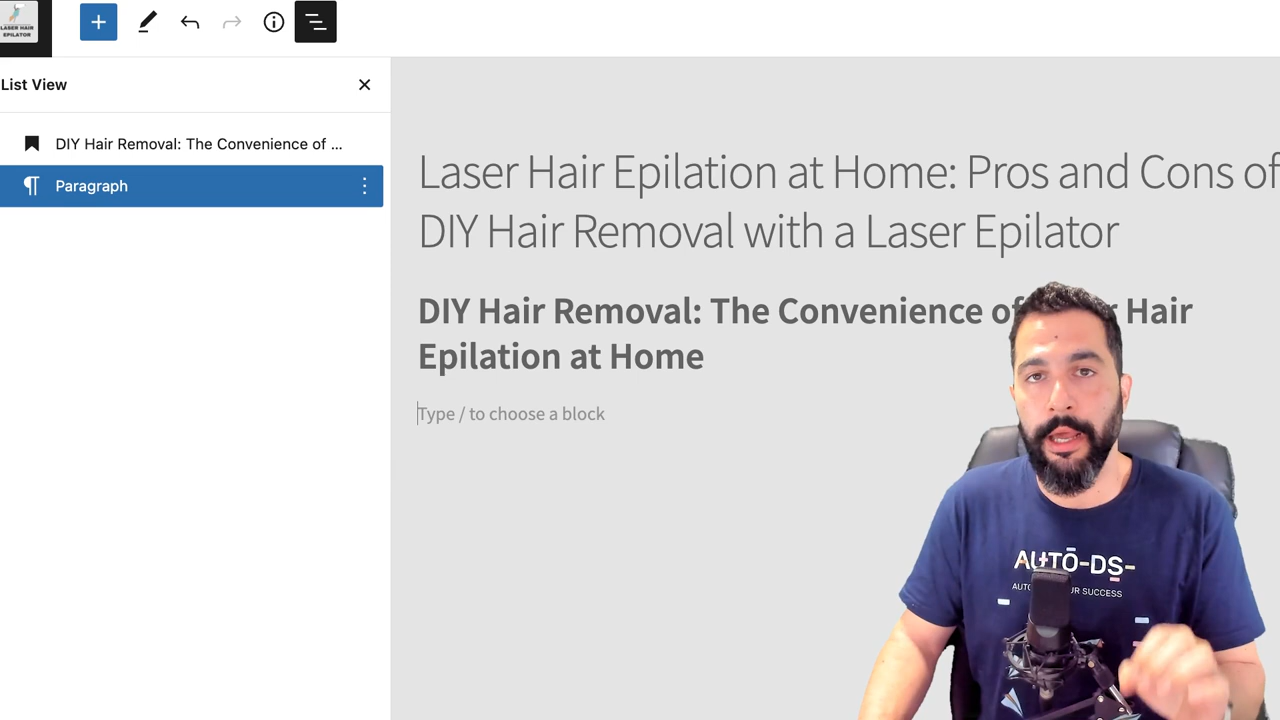 LASER HAIR
EPILATOR
List View
DIY Hair Removal: The Convenience of ...
Paragraph
Laser Hair Epilation at Home: Pros and Cons of
DIY Hair Removal with a Laser Epilator
DIY Hair Removal: The Convenience of Hair
Epilation at Home
Type / to choose a block
AUTO-DS-
SUCCESS